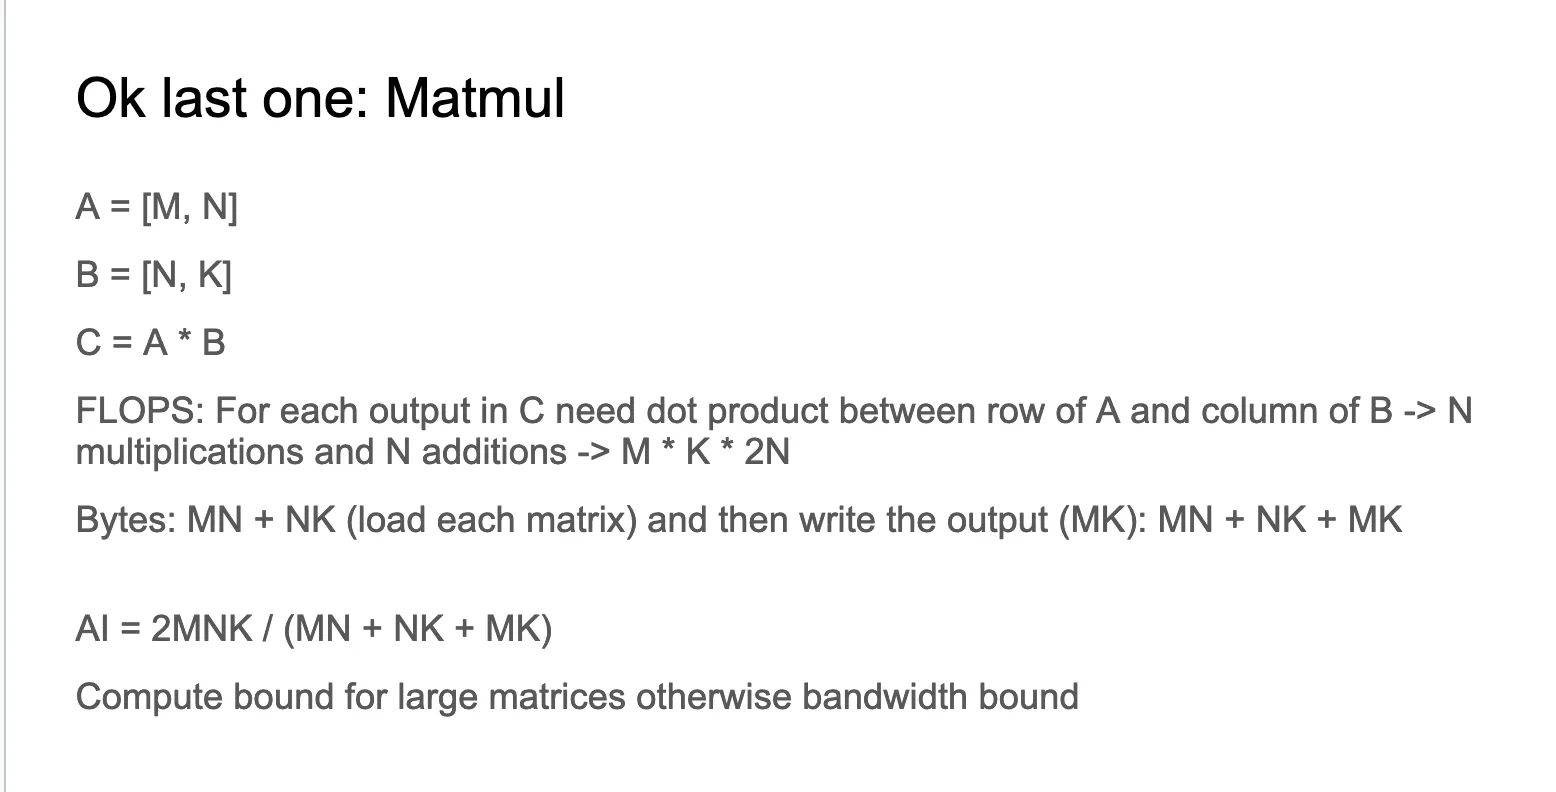 Ok last one: Matmul
A = [M, N]
B = [N, K]
C = A * B
FLOPS: For each output in C need dot product between row of A and column of B -> N
multiplications and N additions -> M * K * 2N
Bytes: MN + NK (load each matrix) and then write the output (MK): MN + NK + MK
AI = 2MNK / (MN + NK + MK)
Compute bound for large matrices otherwise bandwidth bound